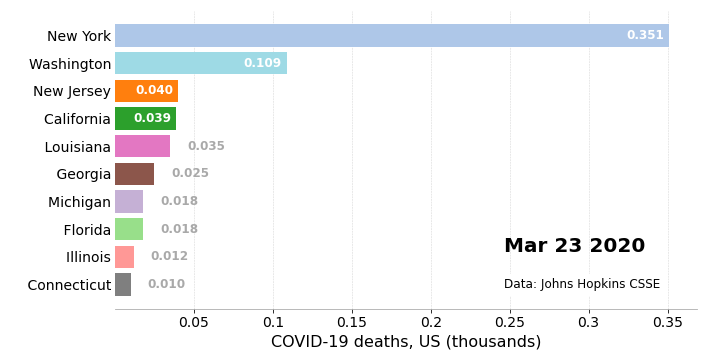 New York 0.351
Washington 0.109
New Jersey 0.040
California 0.039
Louisiana 0.035
Georgia 0.025
Michigan 0.018
Florida 0.018
Illinois 0.012
Connecticut 0.010
Mar 23 2020
Data: Johns Hopkins CSSE
0.05 0.1 0.15 0.2 0.25 0.3 0.35
COVID-19 deaths, US (thousands)